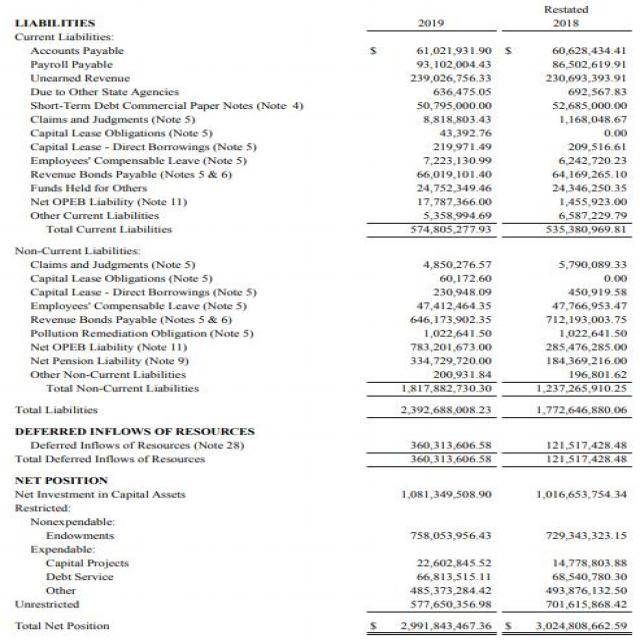 Restated
LIABILITIES 2019 2018
Current Liabilities:
Accounts Payable $ 61,021,931.90 $ 60,628,434.41
Payroll Payable 93,102,004.43 86,502,619.91
Unearned Revenue 239,026,756.33 230,693,393.91
Due to Other State Agencies 636,475.05 692,567.83
Short-Term Debt Commercial Paper Notes (Note 4) 50,795,000.00 52,685,000.00
Claims and Judgments (Note 5) 8,818,803.43 1,168,048.67
Capital Lease Obligations (Note 5) 43,392.76 0.00
Capital Lease - Direct Borrowings (Note 5) 219,971.49 209,516.61
Employees' Compensable Leave (Note 5) 7,223,130.99 6,242,720.23
Revenue Bonds Payable (Notes 5 & 6) 66,019,101.40 64,169,265.10
Funds Held for Others 24,752,349.46 24,346,250.35
Net OPEB Liability (Note 11) 17,787,366.00 1,455,923.00
Other Current Liabilities 5,358,994.69 6,587,229.79
Total Current Liabilities 574,805,277.93 535,380,969.81
Non-Current Liabilities:
Claims and Judgments (Note 5) 4,850,276.57 5,790,089.33
Capital Lease Obligations (Note 5) 60,172.60 0.00
Capital Lease - Direct Borrowings (Note 5) 230,948.09 450,919.58
Employees' Compensable Leave (Note 5) 47,412,464.35 47,766,953.47
Revenue Bonds Payable (Notes 5 & 6) 646,173,902.35 712,193,003.75
Pollution Remediation Obligation (Note 5) 1,022,641.50 1,022,641.50
Net OPEB Liability (Note 11) 783,201,673.00 285,476,285.00
Net Pension Liability (Note 9) 334,729,720.00 184,369,216.00
Other Non-Current Liabilities 200,931.84 196,801.62
Total Non-Current Liabilities 1,817,882,730.30 1,237,265,910.25
Total Liabilities 2,392,688,008.23 1,772,646,880.06
DEFERRED INFLOWS OF RESOURCES
Deferred Inflows of Resources (Note 28) 360,313,606.58 121,517,428.48
Total Deferred Inflows of Resources 360,313,606.58 121,517,428.48
NET POSITION
Net Investment in Capital Assets 1,081,349,508.90 1,016,653,754.34
Restricted:
Nonexpendable:
Endowments 758,053,956.43 729,343,323.15
Expendable:
Capital Projects 22,602,845.52 14,778,803.88
Debt Service 66,813,515.11 68,540,780.30
Other 485,373,284.42 493,876,132.50
Unrestricted 577,650,356.98 701,615,868.42
Total Net Position $ 2,991,843,467.36 $ 3,024,808,662.59